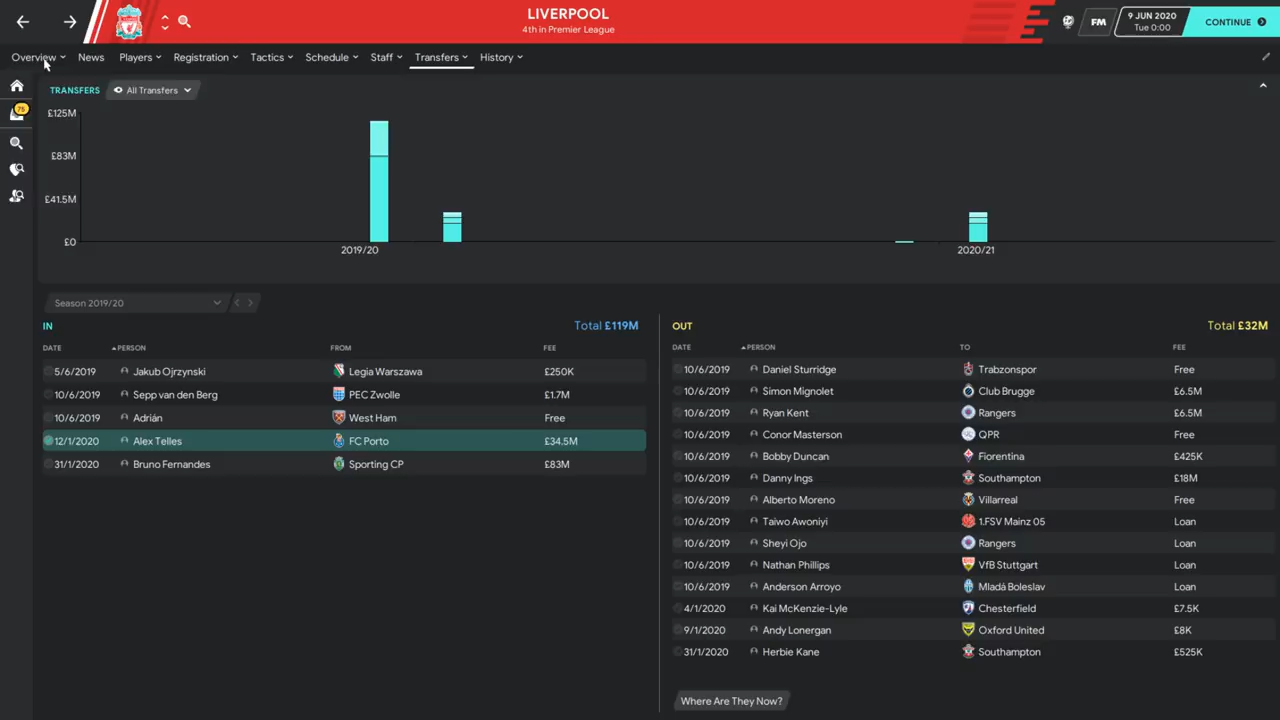 LIVERPOOL
4th in Premier League
FM
9 JUN 2020
Tue 0:00
CONTINUE
Overview News Players Registration Tactics Schedule Staff Transfers History
75
TRANSFERS All Transfers
£125M
£83M
£41.5M
£0
2019/20 2020/21
Season 2019/20
IN Total £119M
DATE PERSON FROM FEE
5/6/2019 Jakub Ojrzynski Legia Warszawa £250K
10/6/2019 Sepp van den Berg PEC Zwolle £1.7M
10/6/2019 Adrián West Ham Free
12/1/2020 Alex Telles FC Porto £34.5M
31/1/2020 Bruno Fernandes Sporting CP £83M
OUT Total £32M
DATE PERSON TO FEE
10/6/2019 Daniel Sturridge Trabzonspor Free
10/6/2019 Simon Mignolet Club Brugge £6.5M
10/6/2019 Ryan Kent Rangers £6.5M
10/6/2019 Conor Masterson QPR Free
10/6/2019 Bobby Duncan Fiorentina £425K
10/6/2019 Danny Ings Southampton £18M
10/6/2019 Alberto Moreno Villarreal Free
10/6/2019 Taiwo Awoniyi 1.FSV Mainz 05 Loan
10/6/2019 Sheyi Ojo Rangers Loan
10/6/2019 Nathan Phillips VfB Stuttgart Loan
10/6/2019 Anderson Arroyo Mladá Boleslav Loan
4/1/2020 Kai McKenzie-Lyle Chesterfield £7.5K
9/1/2020 Andy Lonergan Oxford United £8K
31/1/2020 Herbie Kane Southampton £525K
Where Are They Now?